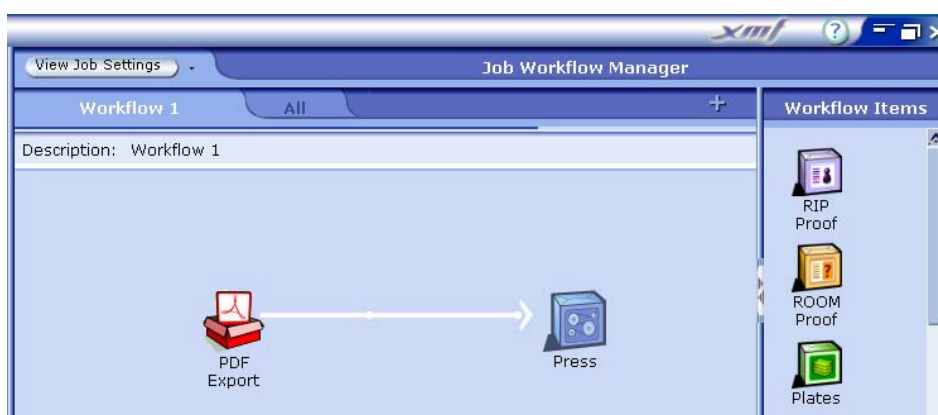 xmf ?
View Job Settings
Job Workflow Manager
Workflow 1
All
+
Workflow Items
Description: Workflow 1
RIP
Proof
ROOM
Proof
PDF
Export
Press
Plates